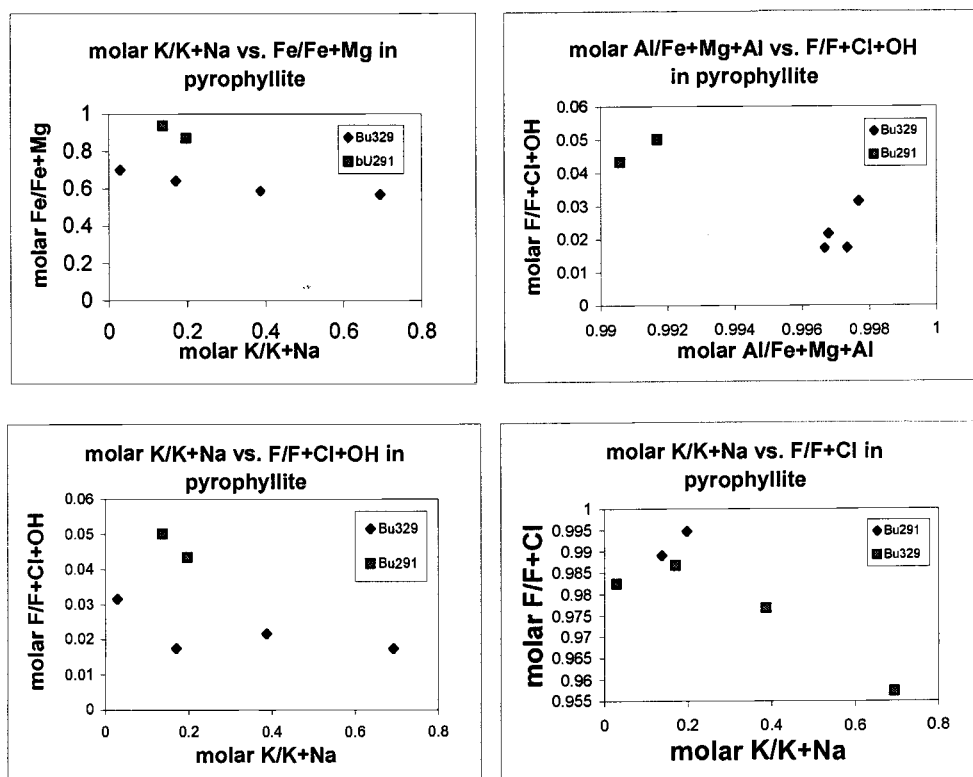 molar K/K+Na vs. Fe/Fe+Mg in
pyrophyllite
molar Fe/Fe+Mg
1
0.8
0.6
0.4
0.2
0
0
0.2
0.4
0.6
0.8
molar K/K+Na
Bu329
bU291
molar Al/Fe+Mg+Al vs. F/F+Cl+OH
in pyrophyllite
molar F/F+Cl+OH
0.06
0.05
0.04
0.03
0.02
0.01
0
0.99
0.992
0.994
0.996
0.998
1
molar Al/Fe+Mg+Al
Bu329
Bu291
molar K/K+Na vs. F/F+Cl+OH in
pyrophyllite
molar F/F+Cl+OH
0.06
0.05
0.04
0.03
0.02
0.01
0
0
0.2
0.4
0.6
0.8
molar K/K+Na
Bu329
Bu291
molar K/K+Na vs. F/F+Cl in
pyrophyllite
molar F/F+Cl
1
0.995
0.99
0.985
0.98
0.975
0.97
0.965
0.96
0.955
0
0.2
0.4
0.6
0.8
molar K/K+Na
Bu291
Bu329